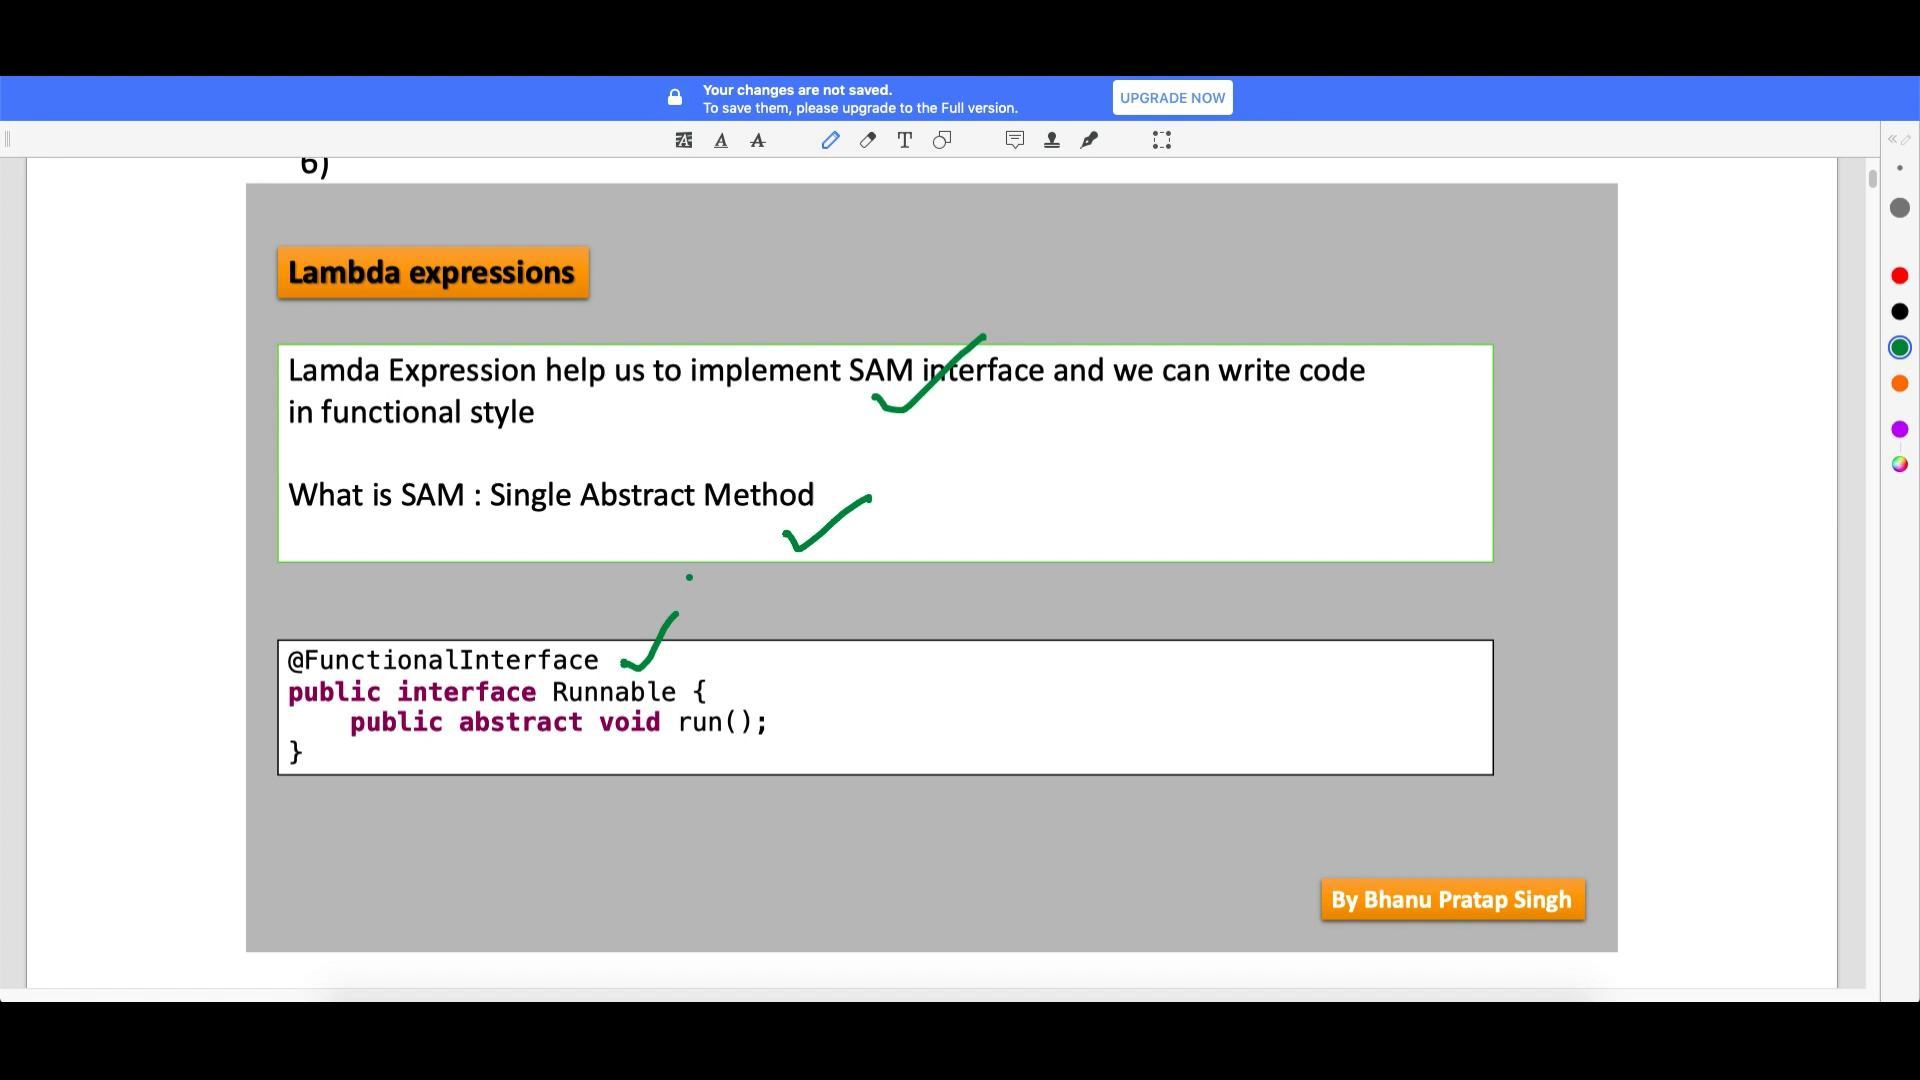 Your changes are not saved.
To save them, please upgrade to the Full version.
UPGRADE NOW
6)
Lambda expressions
Lamda Expression help us to implement SAM interface and we can write code
in functional style
What is SAM : Single Abstract Method
@FunctionalInterface
public interface Runnable {
    public abstract void run();
}
By Bhanu Pratap Singh